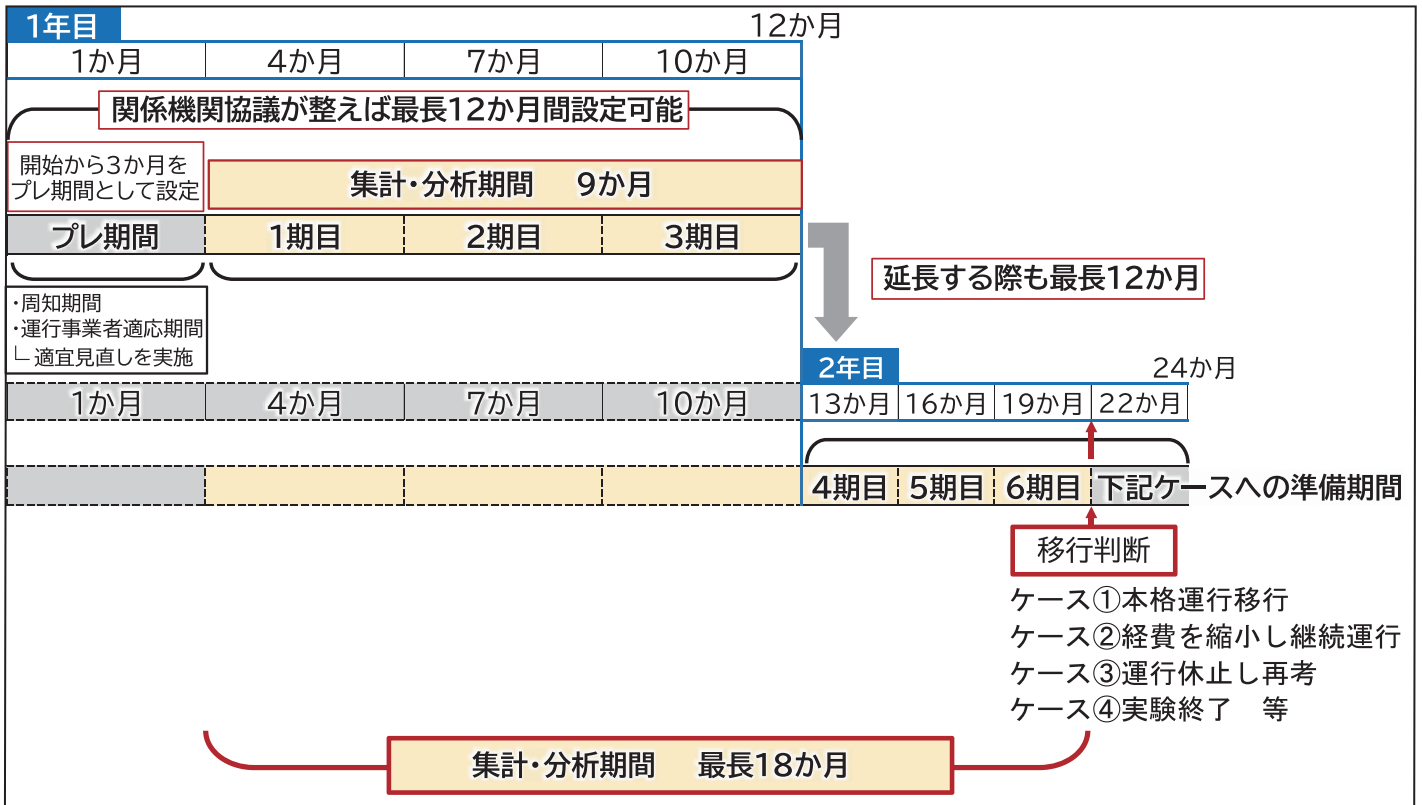 1年目
12か月
1か月 4か月 7か月 10か月
関係機関協議が整えば最長12か月間設定可能
開始から3か月を
プレ期間として設定
集計・分析期間 9か月
プレ期間 1期目 2期目 3期目
延長する際も最長12か月
・周知期間
・運行事業者適応期間
└ 適宜見直しを実施
2年目
24か月
1か月 4か月 7か月 10か月 13か月 16か月 19か月 22か月
4期目 5期目 6期目 下記ケースへの準備期間
移行判断
ケース①本格運行移行
ケース②経費を縮小し継続運行
ケース③運行休止し再考
ケース④実験終了 等
集計・分析期間 最長18か月